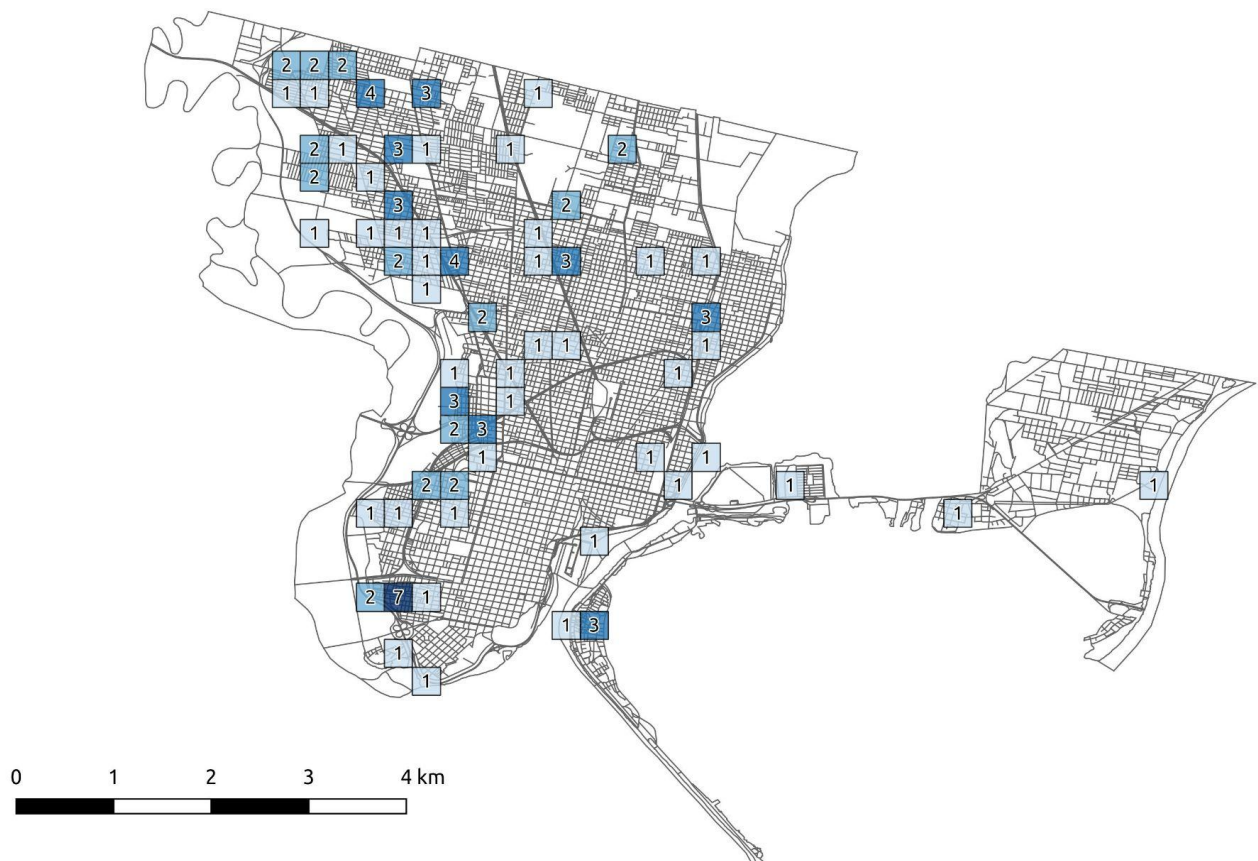 2 2 2
1 1 4 3 1
2 1 3 1 1 2
2 1
3 2
1 1 1 1 1
2 1 4 1 3 1 1
1
2 3
1 1 1
1 1 1
3 1
2 3
1 1 1
2 2 1 1 1
1 1 1 1
1
2 7 1
1 3
1
1
0 1 2 3 4 km